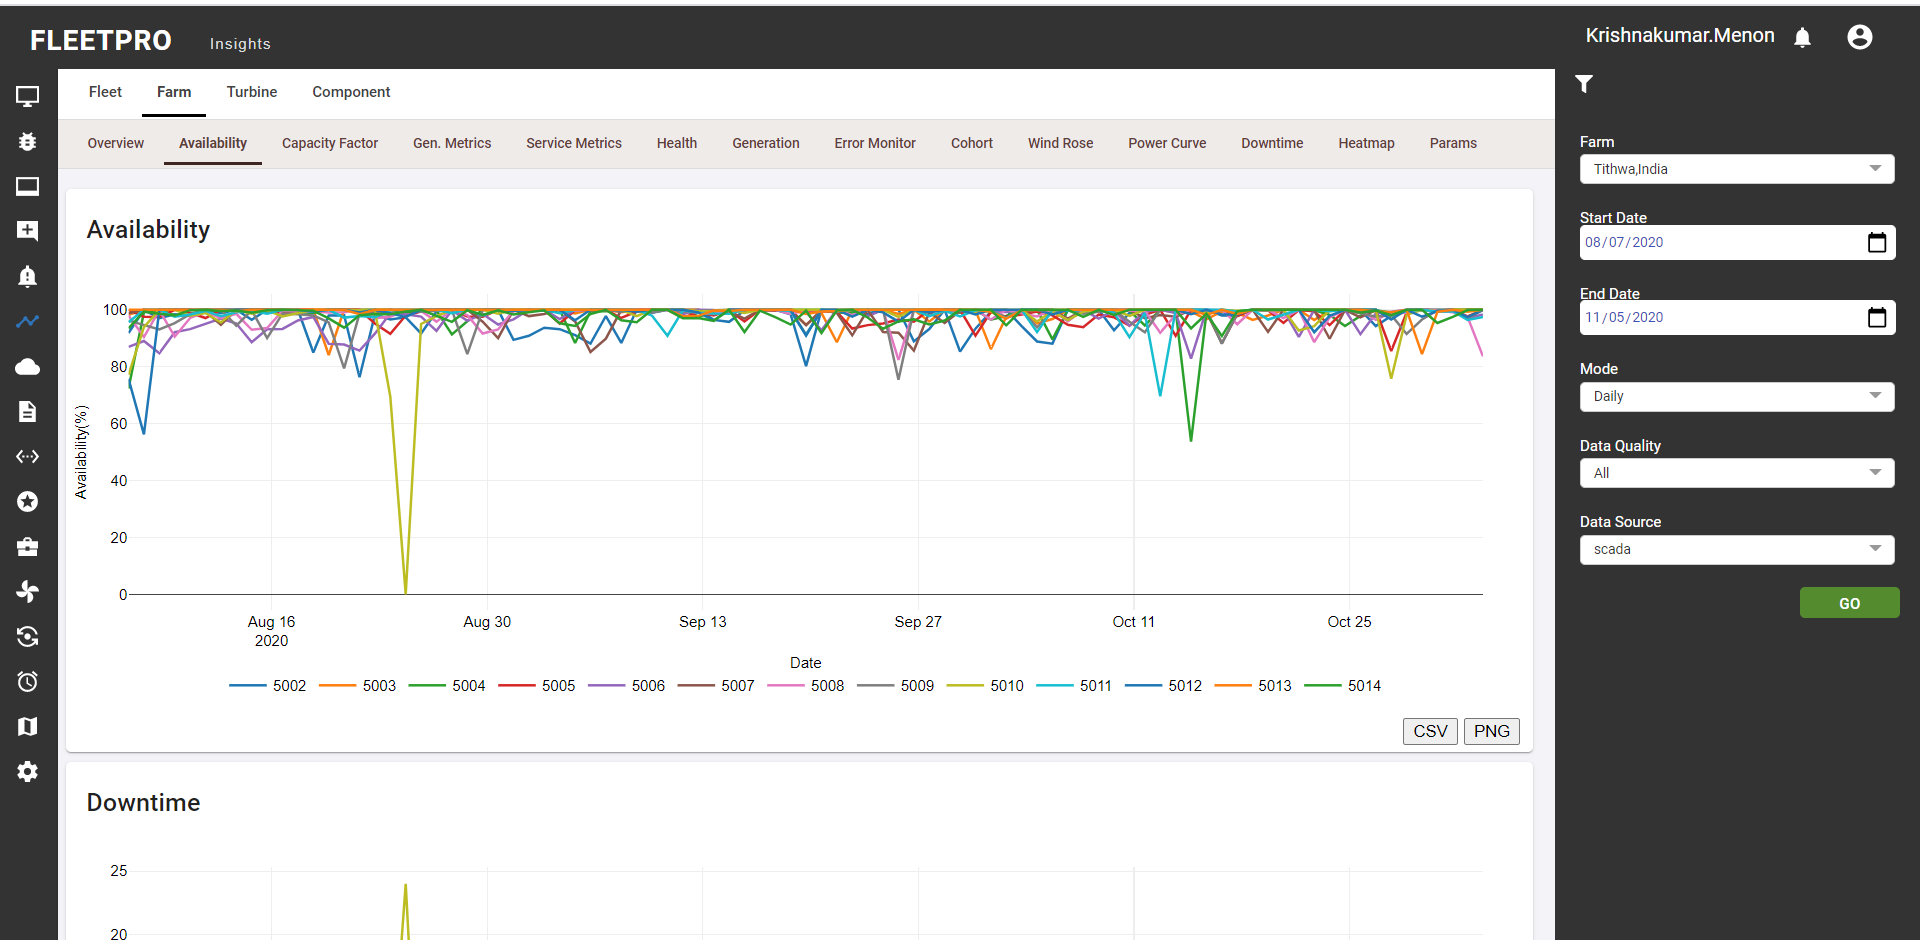 FLEETPRO Insights Krishnakumar.Menon
Fleet Farm Turbine Component
Overview Availability Capacity Factor Gen. Metrics Service Metrics Health Generation Error Monitor Cohort Wind Rose Power Curve Downtime Heatmap Params
Availability
100
80
60
40
20
0
Availability(%)
Aug 16 Aug 30 Sep 13 Sep 27 Oct 11 Oct 25
2020
Date
5002 5003 5004 5005 5006 5007 5008 5009 5010 5011 5012 5013 5014
CSV PNG
Downtime
25
20
Farm
Tithwa,India
Start Date
08/07/2020
End Date
11/05/2020
Mode
Daily
Data Quality
All
Data Source
scada
GO